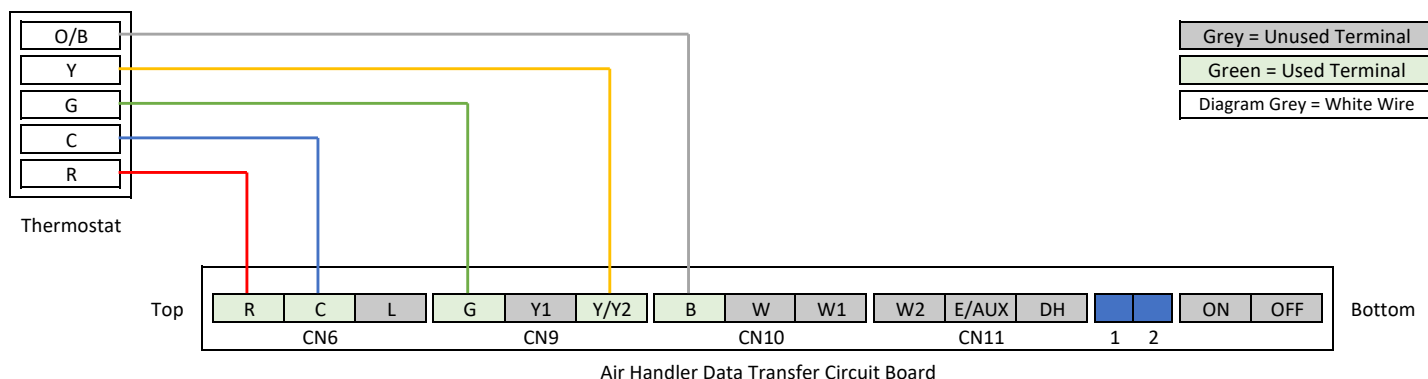 O/B
Y
G
C
R
Thermostat
Grey = Unused Terminal
Green = Used Terminal
Diagram Grey = White Wire
Top
R C L G Y1 Y/Y2 B W W1 W2 E/AUX DH ON OFF
Bottom
CN6 CN9 CN10 CN11 1 2
Air Handler Data Transfer Circuit Board